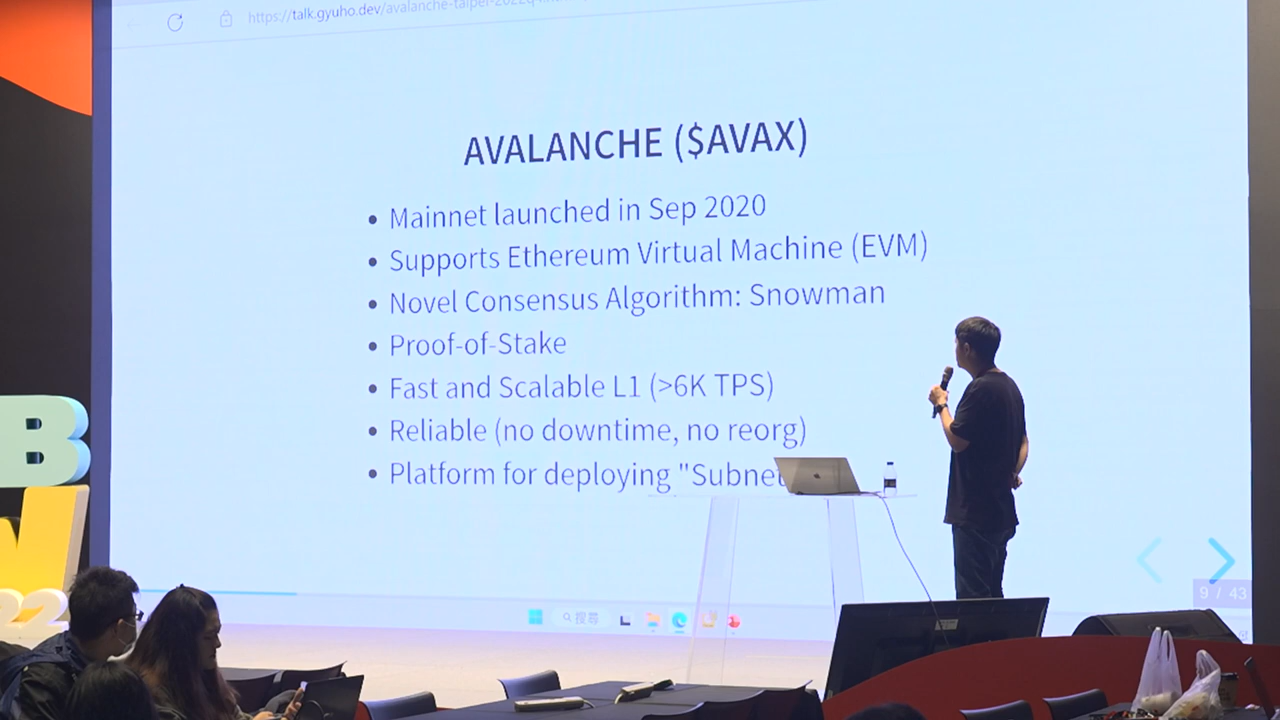 https://talk.gyuho.dev/avalanche-taipei-2022q4
AVALANCHE ($AVAX)
• Mainnet launched in Sep 2020
• Supports Ethereum Virtual Machine (EVM)
• Novel Consensus Algorithm: Snowman
• Proof-of-Stake
• Fast and Scalable L1 (>6K TPS)
• Reliable (no downtime, no reorg)
• Platform for deploying "Subnet
9 / 43
搜尋
B
W